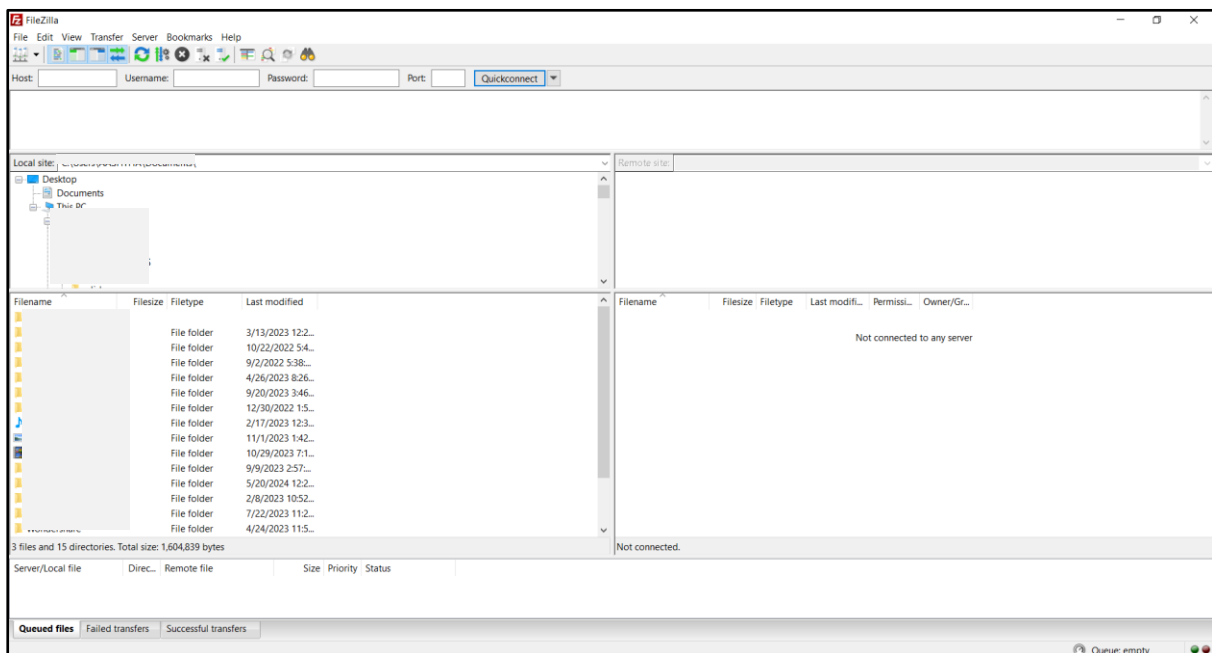 FileZilla
File Edit View Transfer Server Bookmarks Help
Host: Username: Password: Port: Quickconnect
Local site: Remote site:
Desktop
Documents
This PC
Filename Filesize Filetype Last modified Filename Filesize Filetype Last modifi... Permissi... Owner/Gr...
Not connected to any server
File folder 3/13/2023 12:2...
File folder 10/22/2022 5:4...
File folder 9/2/2022 5:38:...
File folder 4/26/2023 8:26...
File folder 9/20/2023 3:46...
File folder 12/30/2022 1:5...
File folder 2/17/2023 12:3...
File folder 11/1/2023 1:42...
File folder 10/29/2023 7:1...
File folder 9/9/2023 2:57:...
File folder 5/20/2024 12:2...
File folder 2/8/2023 10:52...
File folder 7/22/2023 11:2...
Wondershare File folder 4/24/2023 11:5...
3 files and 15 directories. Total size: 1,604,839 bytes Not connected.
Server/Local file Direc... Remote file Size Priority Status
Queued files Failed transfers Successful transfers
Queue: empty